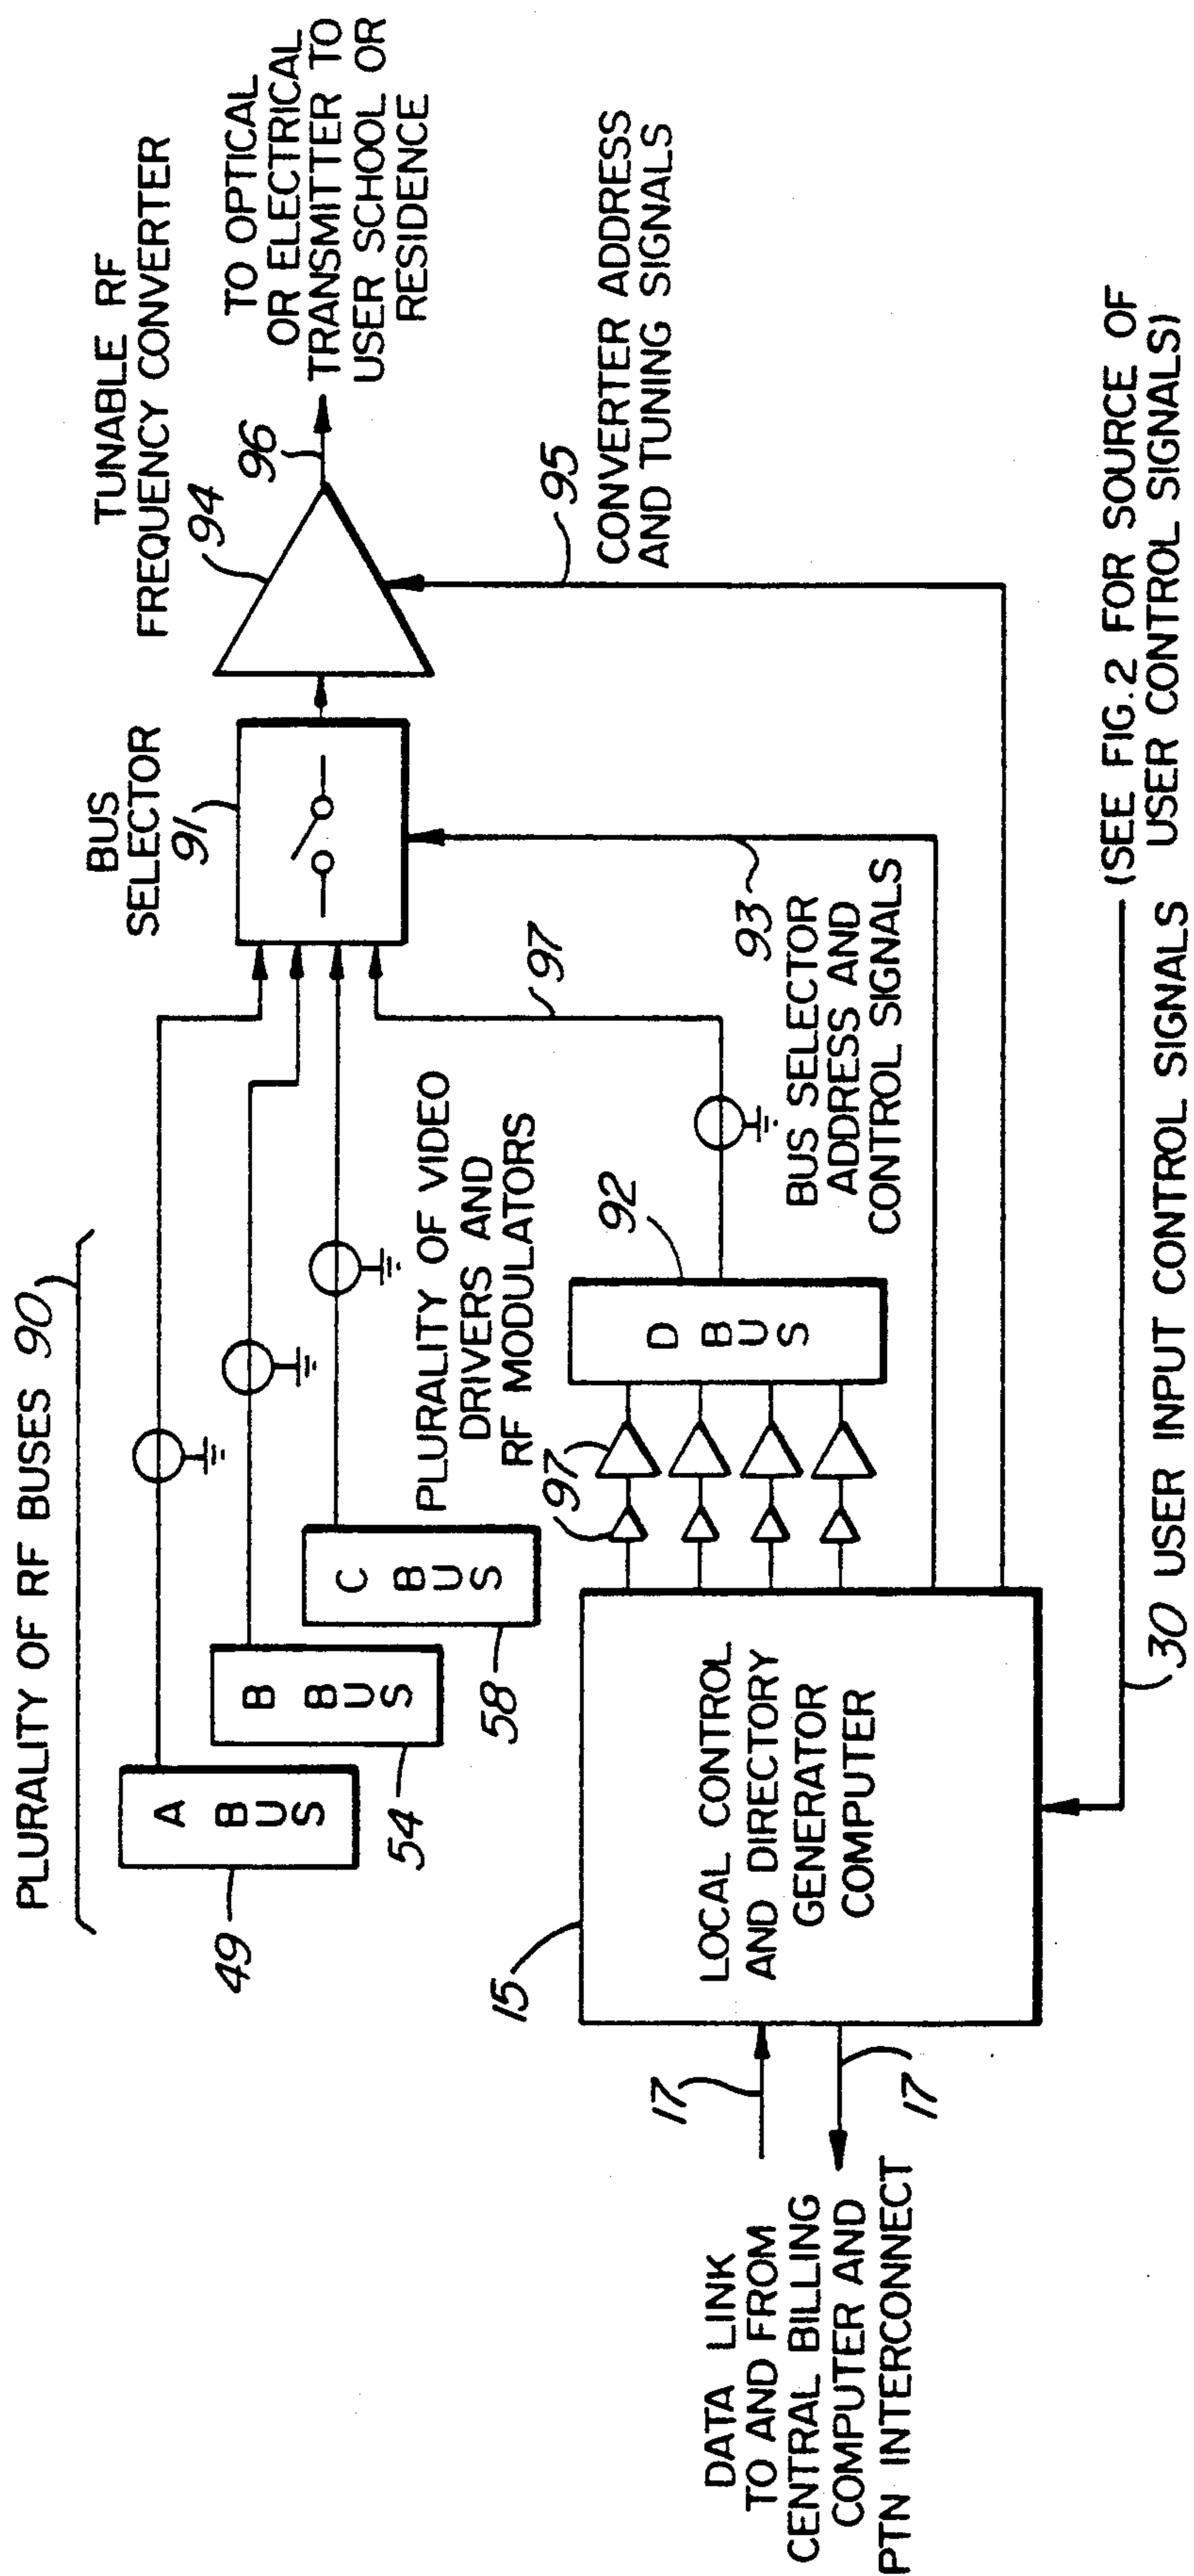 PLURALITY OF RF BUSES 90
TUNABLE RF
FREQUENCY CONVERTER
94
96
TO OPTICAL
OR ELECTRICAL
TRANSMITTER TO
USER SCHOOL OR
RESIDENCE
BUS
SELECTOR
91
49
A
BUS
54
B
BUS
58
C
BUS
97
95
CONVERTER ADDRESS
AND TUNING SIGNALS
PLURALITY OF VIDEO
DRIVERS AND
RF MODULATORS
97
92
D
BUS
93
BUS SELECTOR
ADDRESS AND
CONTROL SIGNALS
15
LOCAL CONTROL
AND DIRECTORY
GENERATOR
COMPUTER
17
17
DATA LINK
TO AND FROM
CENTRAL BILLING
COMPUTER AND
PTN INTERCONNECT
(SEE FIG. 2 FOR SOURCE OF
USER CONTROL SIGNALS)
30 USER INPUT CONTROL SIGNALS